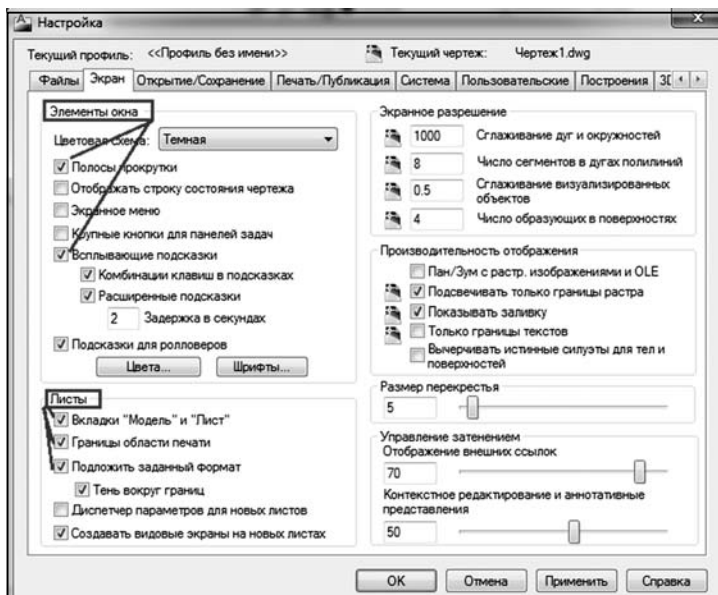 Настройка
Текущий профиль: <<Профиль без имени>> Текущий чертеж: Чертеж1.dwg
Файлы Экран Открытие/Сохранение Печать/Публикация Система Пользовательские Построения
Элементы окна
Цветовая схема: Темная
Полосы прокрутки
Отображать строку состояния чертежа
Экранное меню
Крупные кнопки для панелей задач
Всплывающие подсказки
Комбинации клавиш в подсказках
Расширенные подсказки
2 Задержка в секундах
Подсказки для ролловеров
Цвета... Шрифты...
Листы
Вкладки "Модель" и "Лист"
Границы области печати
Подложить заданный формат
Тень вокруг границ
Диспетчер параметров для новых листов
Создавать видовые экраны на новых листах
Экранное разрешение
1000 Сглаживание дуг и окружностей
8 Число сегментов в дугах полилиний
0.5 Сглаживание визуализированных
объектов
4 Число образующих в поверхностях
Производительность отображения
Пан/Зум с растр. изображениями и OLE
Подсвечивать только границы растра
Показывать заливку
Только границы текстов
Вычерчивать истинные силуэты для тел и
поверхностей
Размер перекрестья
5
Управление затенением
Отображение внешних ссылок
70
Контекстное редактирование и аннотативные
представления
50
OK Отмена Применить Справка